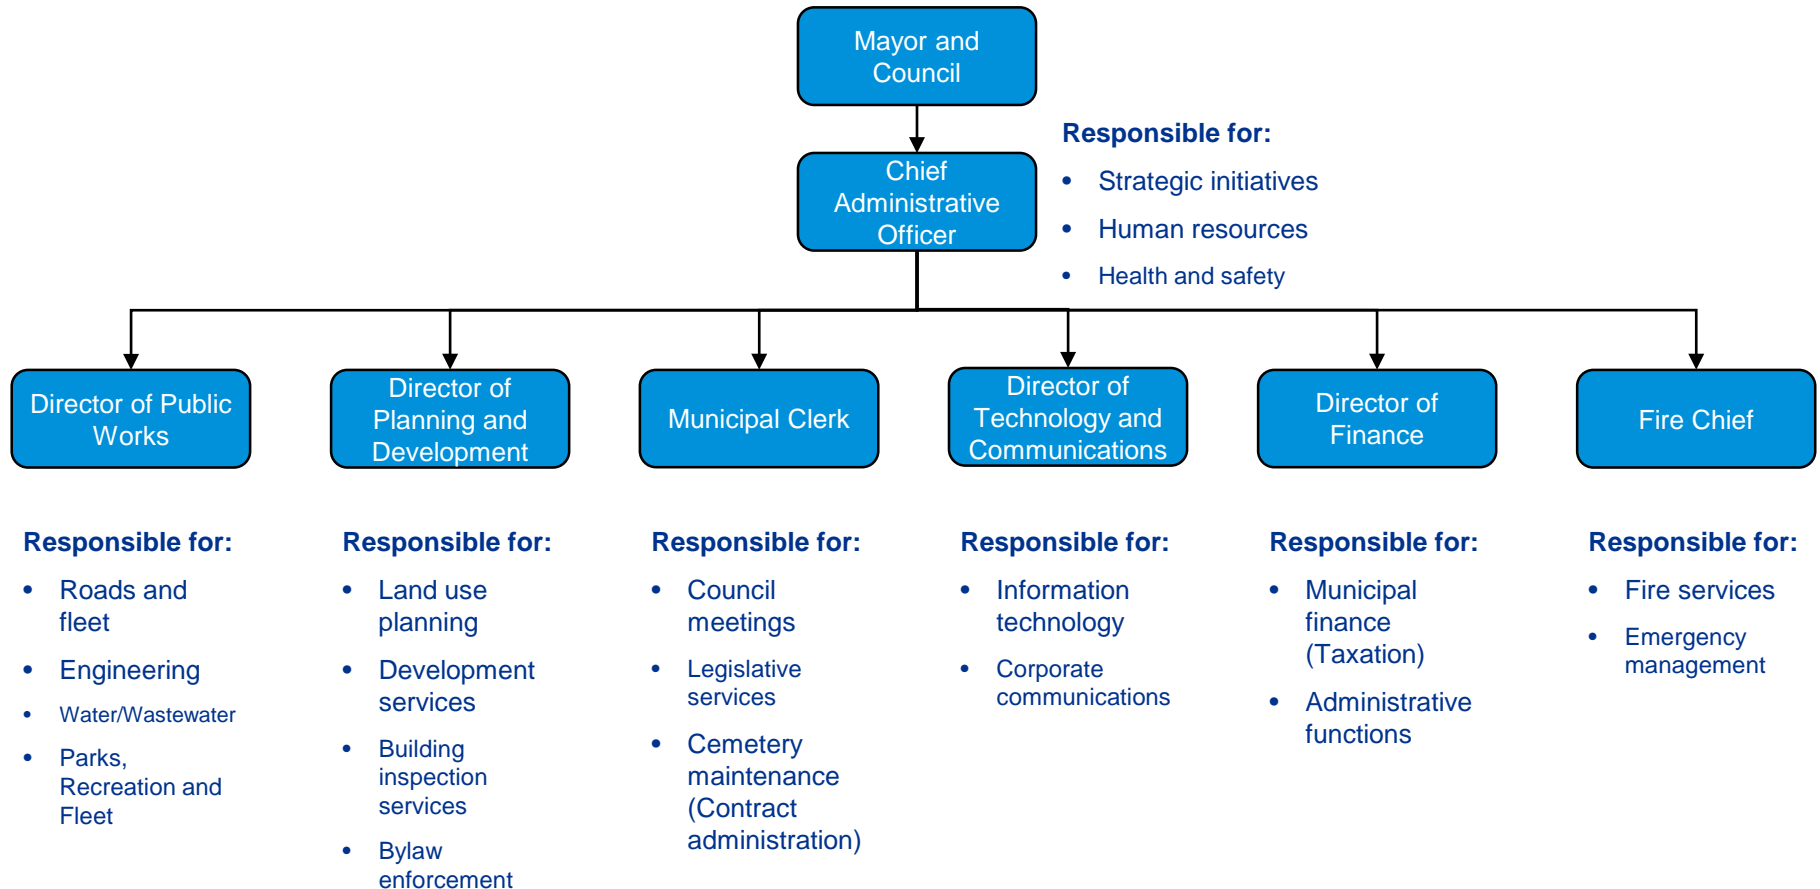 Mayor and
Council
Responsible for:
Chief
Administrative
Officer
• Strategic initiatives
• Human resources
• Health and safety
Director of Public
Works
Director of
Planning and
Development
Municipal Clerk
Director of
Technology and
Communications
Director of
Finance
Fire Chief
Responsible for:
• Roads and
fleet
• Engineering
• Water/Wastewater
• Parks,
Recreation and
Fleet
Responsible for:
• Land use
planning
• Development
services
• Building
inspection
services
• Bylaw
enforcement
Responsible for:
• Council
meetings
• Legislative
services
• Cemetery
maintenance
(Contract
administration)
Responsible for:
• Information
technology
• Corporate
communications
Responsible for:
• Municipal
finance
(Taxation)
• Administrative
functions
Responsible for:
• Fire services
• Emergency
management